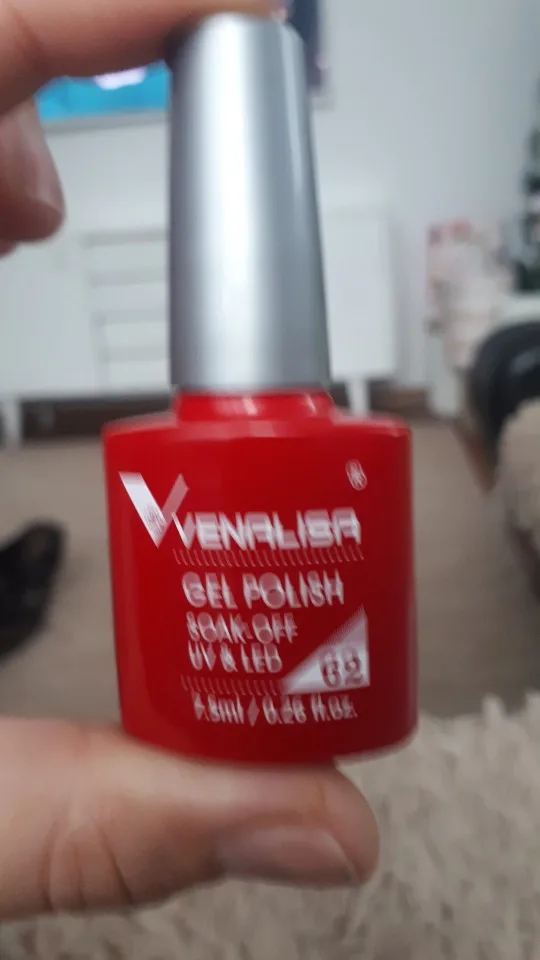 VENALISA
GEL POLISH
SOAK-OFF
UV & LED
62
7.5ml / 0.26 fl.oz.